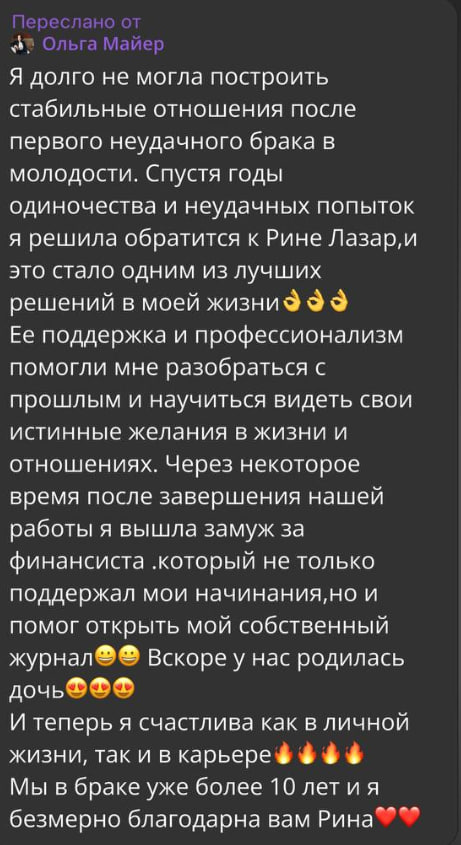 Переслано от
Ольга Майер
Я долго не могла построить
стабильные отношения после
первого неудачного брака в
молодости. Спустя годы
одиночества и неудачных попыток
я решила обратится к Рине Лазар,и
это стало одним из лучших
решений в моей жизни👌👌👌
Ее поддержка и профессионализм
помогли мне разобраться с
прошлым и научиться видеть свои
истинные желания в жизни и
отношениях. Через некоторое
время после завершения нашей
работы я вышла замуж за
финансиста .который не только
поддержал мои начинания,но и
помог открыть мой собственный
журнал😀😀 Вскоре у нас родилась
дочь😍😍😍
И теперь я счастлива как в личной
жизни, так и в карьере🔥🔥🔥🔥
Мы в браке уже более 10 лет и я
безмерно благодарна вам Рина❤️❤️